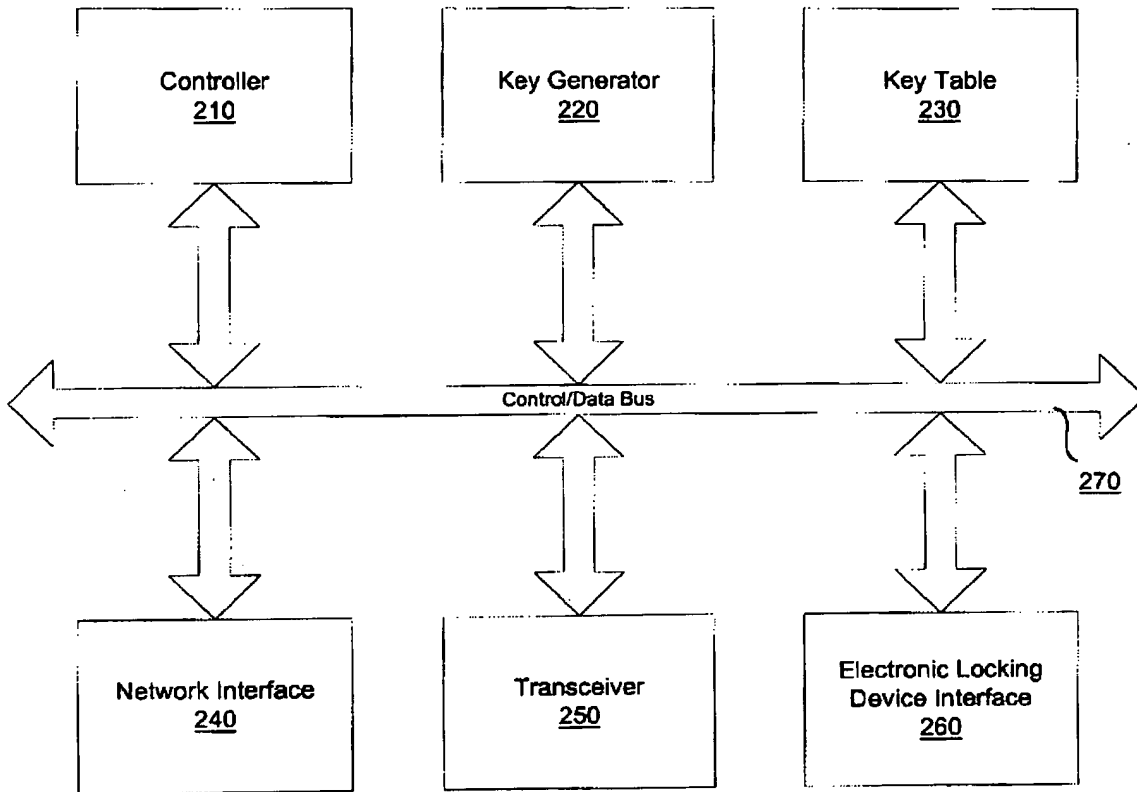 Controller
210
Key Generator
220
Key Table
230
Control/Data Bus
270
Network Interface
240
Transceiver
250
Electronic Locking
Device Interface
260